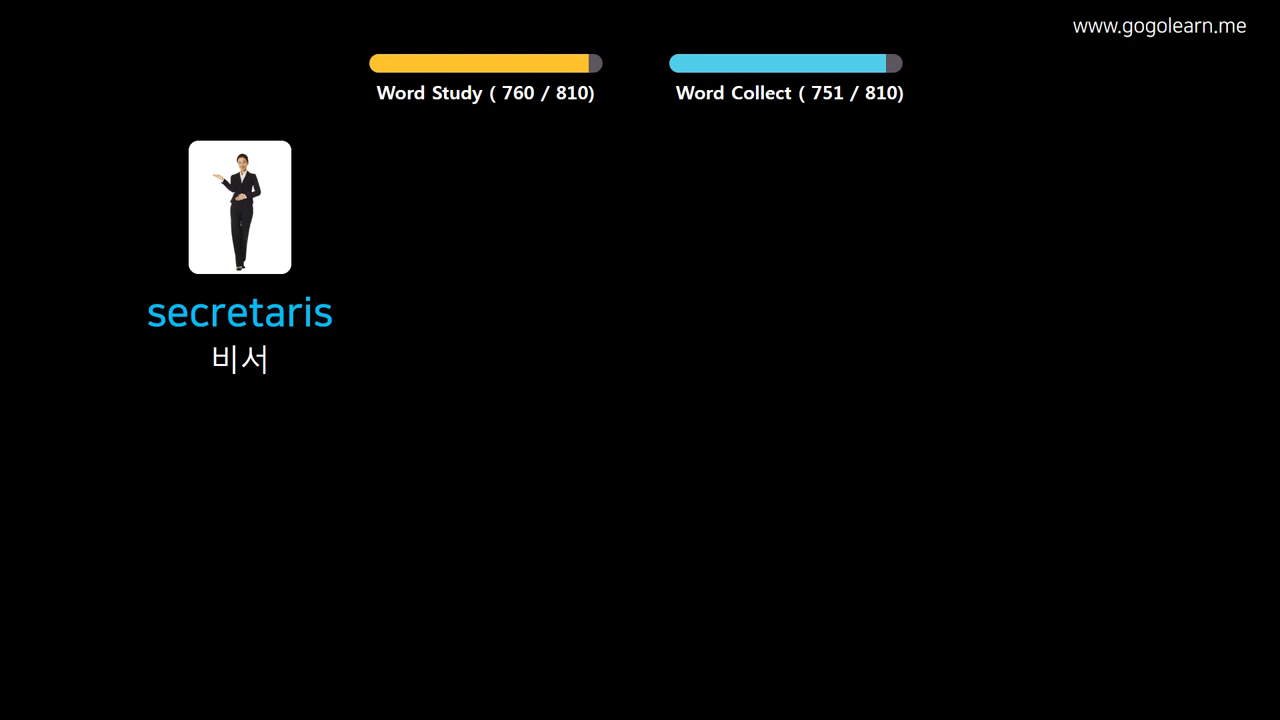 www.gogolearn.me
Word Study ( 760 / 810)
Word Collect ( 751 / 810)
secretaris
비서